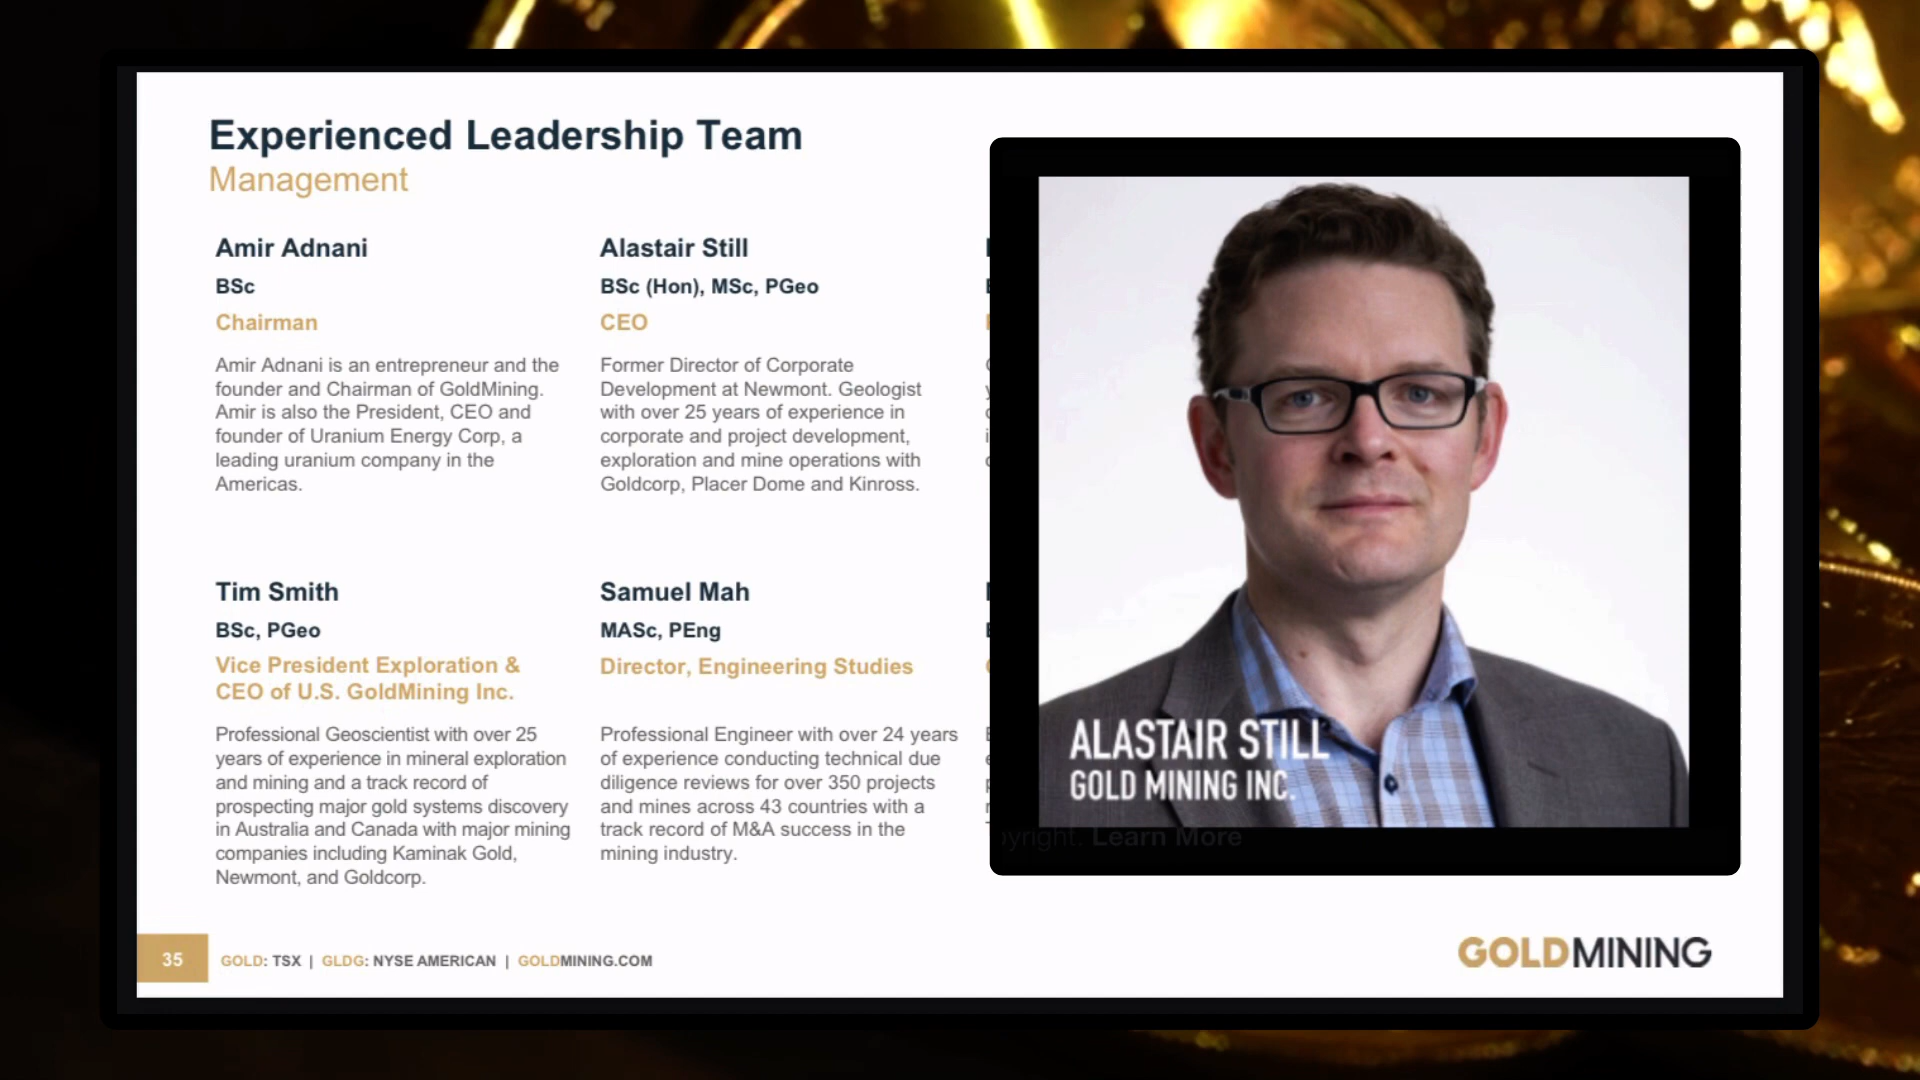 Experienced Leadership Team
Management
Amir Adnani
BSc
Chairman
Amir Adnani is an entrepreneur and the
founder and Chairman of GoldMining.
Amir is also the President, CEO and
founder of Uranium Energy Corp, a
leading uranium company in the
Americas.
Alastair Still
BSc (Hon), MSc, PGeo
CEO
Former Director of Corporate
Development at Newmont. Geologist
with over 25 years of experience in
corporate and project development,
exploration and mine operations with
Goldcorp, Placer Dome and Kinross.
Tim Smith
BSc, PGeo
Vice President Exploration &
CEO of U.S. GoldMining Inc.
Professional Geoscientist with over 25
years of experience in mineral exploration
and mining and a track record of
prospecting major gold systems discovery
in Australia and Canada with major mining
companies including Kaminak Gold,
Newmont, and Goldcorp.
Samuel Mah
MASc, PEng
Director, Engineering Studies
Professional Engineer with over 24 years
of experience conducting technical due
diligence reviews for over 350 projects
and mines across 43 countries with a
track record of M&A success in the
mining industry.
ALASTAIR STILL
GOLD MINING INC.
Learn More
35
GOLD: TSX | GLDG: NYSE AMERICAN | GOLDMINING.COM
GOLDMINING